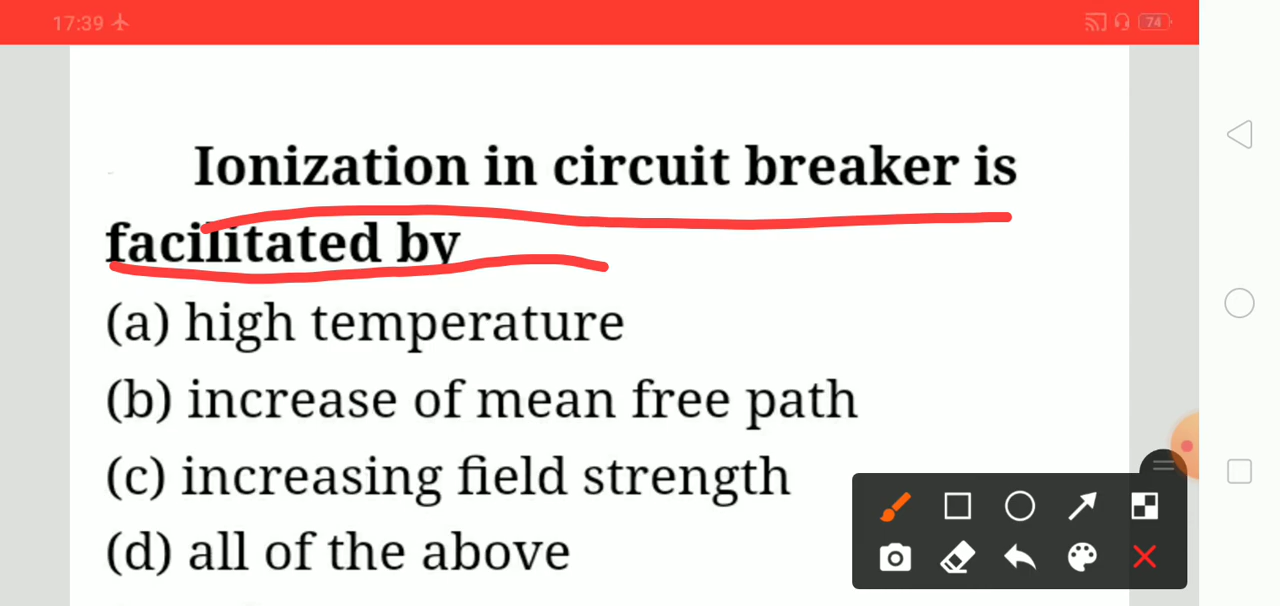 17:39
74
Ionization in circuit breaker is
facilitated by
(a) high temperature
(b) increase of mean free path
(c) increasing field strength
(d) all of the above